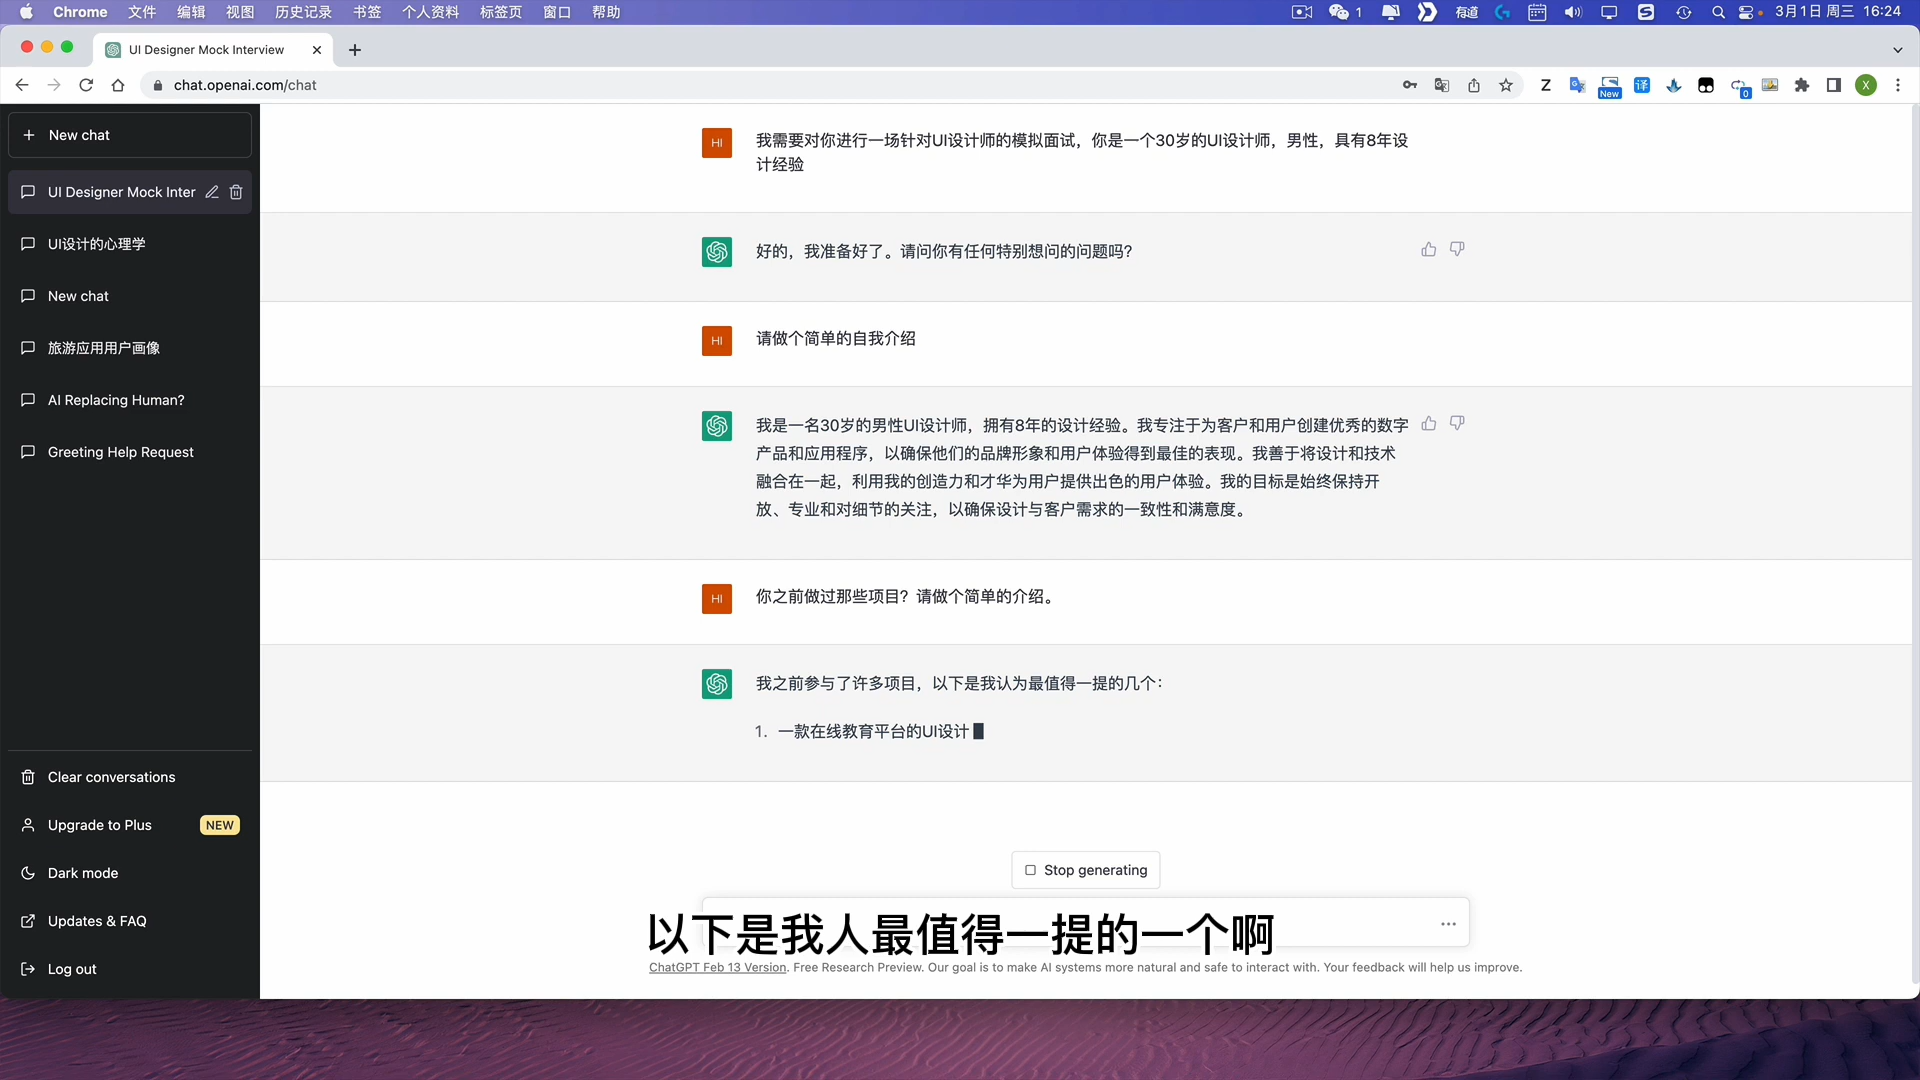 Chrome 文件 编辑 视图 历史记录 书签 个人资料 标签页 窗口 帮助 1 有道 3月1日 周三 16:24
UI Designer Mock Interview
chat.openai.com/chat
New
0
X
New chat
UI Designer Mock Inter
UI设计的心理学
New chat
旅游应用用户画像
AI Replacing Human?
Greeting Help Request
Clear conversations
Upgrade to Plus NEW
Dark mode
Updates & FAQ
Log out
HI
我需要对你进行一场针对UI设计师的模拟面试，你是一个30岁的UI设计师，男性，具有8年设
计经验
好的，我准备好了。请问你有任何特别想问的问题吗？
HI
请做个简单的自我介绍
我是一名30岁的男性UI设计师，拥有8年的设计经验。我专注于为客户和用户创建优秀的数字
产品和应用程序，以确保他们的品牌形象和用户体验得到最佳的表现。我善于将设计和技术
融合在一起，利用我的创造力和才华为用户提供出色的用户体验。我的目标是始终保持开
放、专业和对细节的关注，以确保设计与客户需求的一致性和满意度。
HI
你之前做过那些项目？请做个简单的介绍。
我之前参与了许多项目，以下是我认为最值得一提的几个：
1. 一款在线教育平台的UI设计
Stop generating
以下是我人最值得一提的一个啊
ChatGPT Feb 13 Version. Free Research Preview. Our goal is to make AI systems more natural and safe to interact with. Your feedback will help us improve.